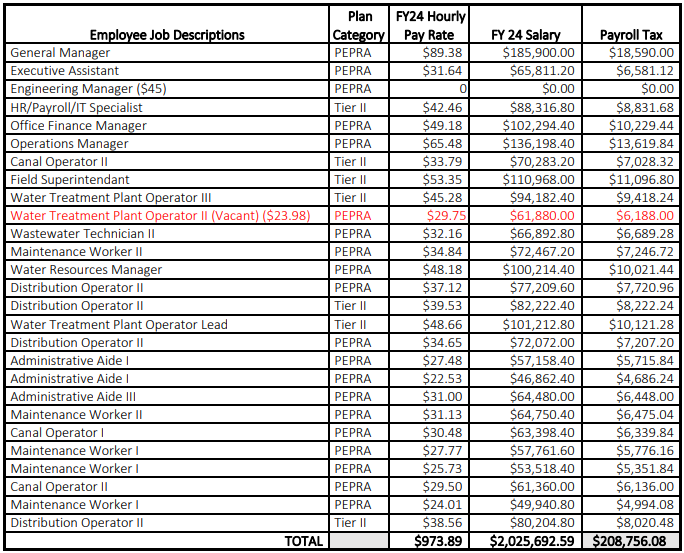 Plan FY24 Hourly
Employee Job Descriptions Category Pay Rate FY 24 Salary Payroll Tax
General Manager PEPRA $89.38 $185,900.00 $18,590.00
Executive Assistant PEPRA $31.64 $65,811.20 $6,581.12
Engineering Manager ($45) PEPRA 0 $0.00 $0.00
HR/Payroll/IT Specialist Tier II $42.46 $88,316.80 $8,831.68
Office Finance Manager PEPRA $49.18 $102,294.40 $10,229.44
Operations Manager PEPRA $65.48 $136,198.40 $13,619.84
Canal Operator II Tier II $33.79 $70,283.20 $7,028.32
Field Superintendant Tier II $53.35 $110,968.00 $11,096.80
Water Treatment Plant Operator III Tier II $45.28 $94,182.40 $9,418.24
Water Treatment Plant Operator II (Vacant) ($23.98) PEPRA $29.75 $61,880.00 $6,188.00
Wastewater Technician II PEPRA $32.16 $66,892.80 $6,689.28
Maintenance Worker II PEPRA $34.84 $72,467.20 $7,246.72
Water Resources Manager PEPRA $48.18 $100,214.40 $10,021.44
Distribution Operator II PEPRA $37.12 $77,209.60 $7,720.96
Distribution Operator II Tier II $39.53 $82,222.40 $8,222.24
Water Treatment Plant Operator Lead Tier II $48.66 $101,212.80 $10,121.28
Distribution Operator II PEPRA $34.65 $72,072.00 $7,207.20
Administrative Aide I PEPRA $27.48 $57,158.40 $5,715.84
Administrative Aide I PEPRA $22.53 $46,862.40 $4,686.24
Administrative Aide III PEPRA $31.00 $64,480.00 $6,448.00
Maintenance Worker II PEPRA $31.13 $64,750.40 $6,475.04
Canal Operator I PEPRA $30.48 $63,398.40 $6,339.84
Maintenance Worker I PEPRA $27.77 $57,761.60 $5,776.16
Maintenance Worker I PEPRA $25.73 $53,518.40 $5,351.84
Canal Operator II PEPRA $29.50 $61,360.00 $6,136.00
Maintenance Worker I PEPRA $24.01 $49,940.80 $4,994.08
Distribution Operator II Tier II $38.56 $80,204.80 $8,020.48
TOTAL $973.89 $2,025,692.59 $208,756.08